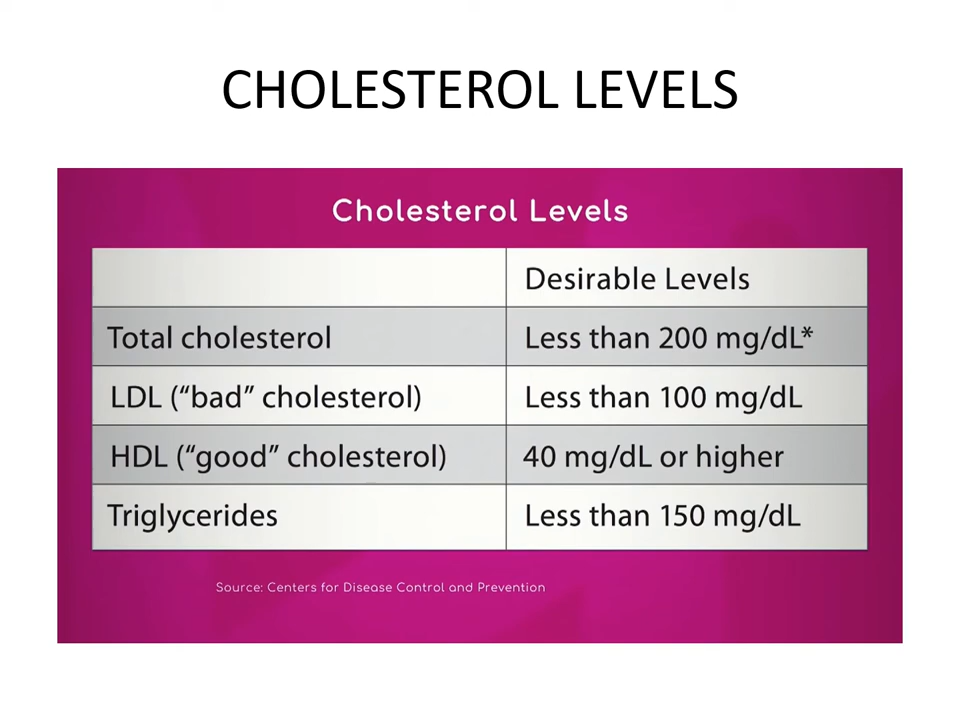 CHOLESTEROL LEVELS
Cholesterol Levels
Desirable Levels
Total cholesterol Less than 200 mg/dL*
LDL (“bad” cholesterol) Less than 100 mg/dL
HDL (“good” cholesterol) 40 mg/dL or higher
Triglycerides Less than 150 mg/dL
Source: Centers for Disease Control and Prevention